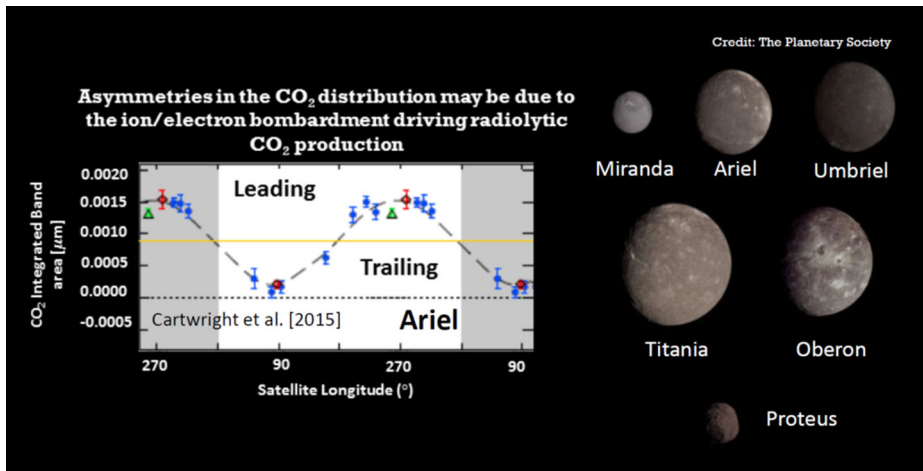 Credit: The Planetary Society
Asymmetries in the CO₂ distribution may be due to
the ion/electron bombardment driving radiolytic
CO₂ production
Miranda
Ariel
Umbriel
CO₂ Integrated Band
area [μm]
0.0020
0.0015
0.0010
0.0005
0.0000
-0.0005
Leading
Trailing
Cartwright et al. [2015]
Ariel
270
90
270
90
Satellite Longitude (°)
Titania
Oberon
Proteus